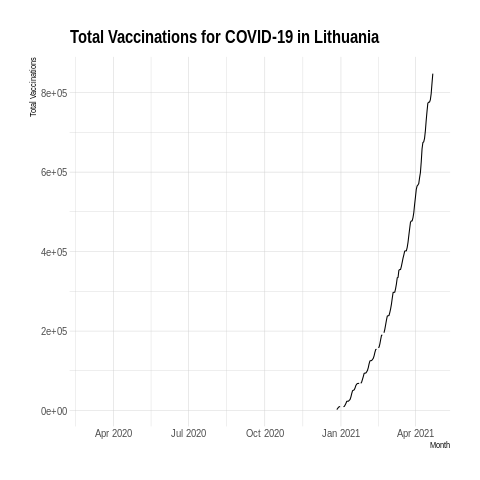 Total Vaccinations for COVID-19 in Lithuania
Total Vaccinations
8e+05
6e+05
4e+05
2e+05
0e+00
Apr 2020 Jul 2020 Oct 2020 Jan 2021 Apr 2021
Month